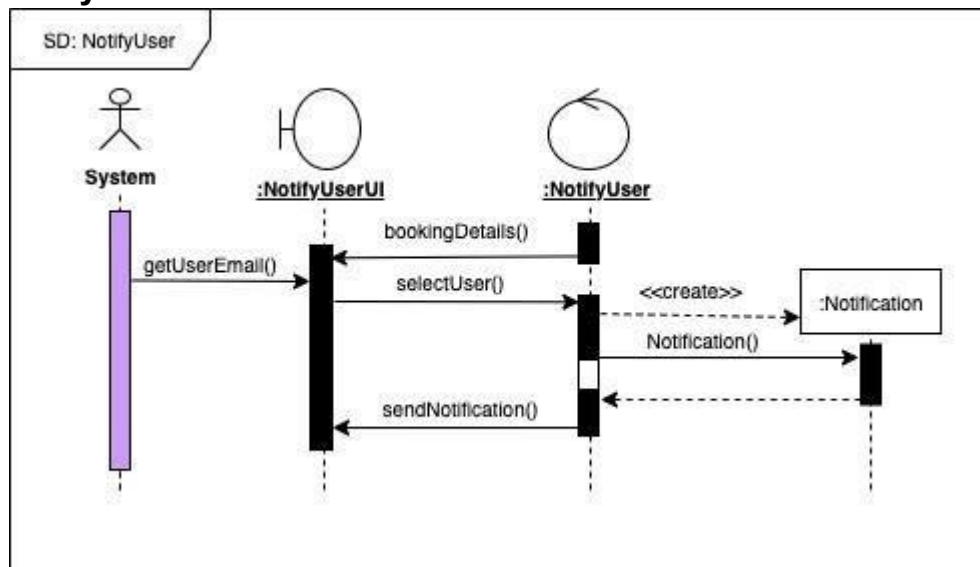 SD: NotifyUser
System
:NotifyUserUI
:NotifyUser
bookingDetails()
getUserEmail()
selectUser()
<<create>>
:Notification
Notification()
sendNotification()